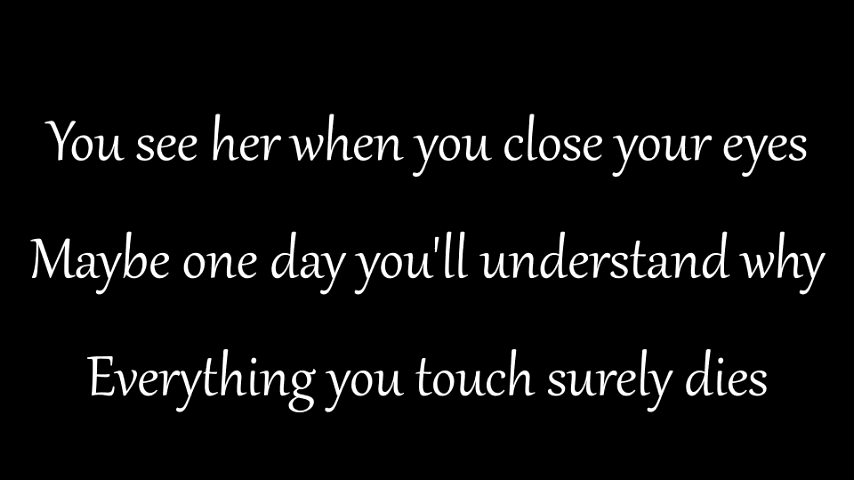 You see her when you close your eyes
Maybe one day you'll understand why
Everything you touch surely dies